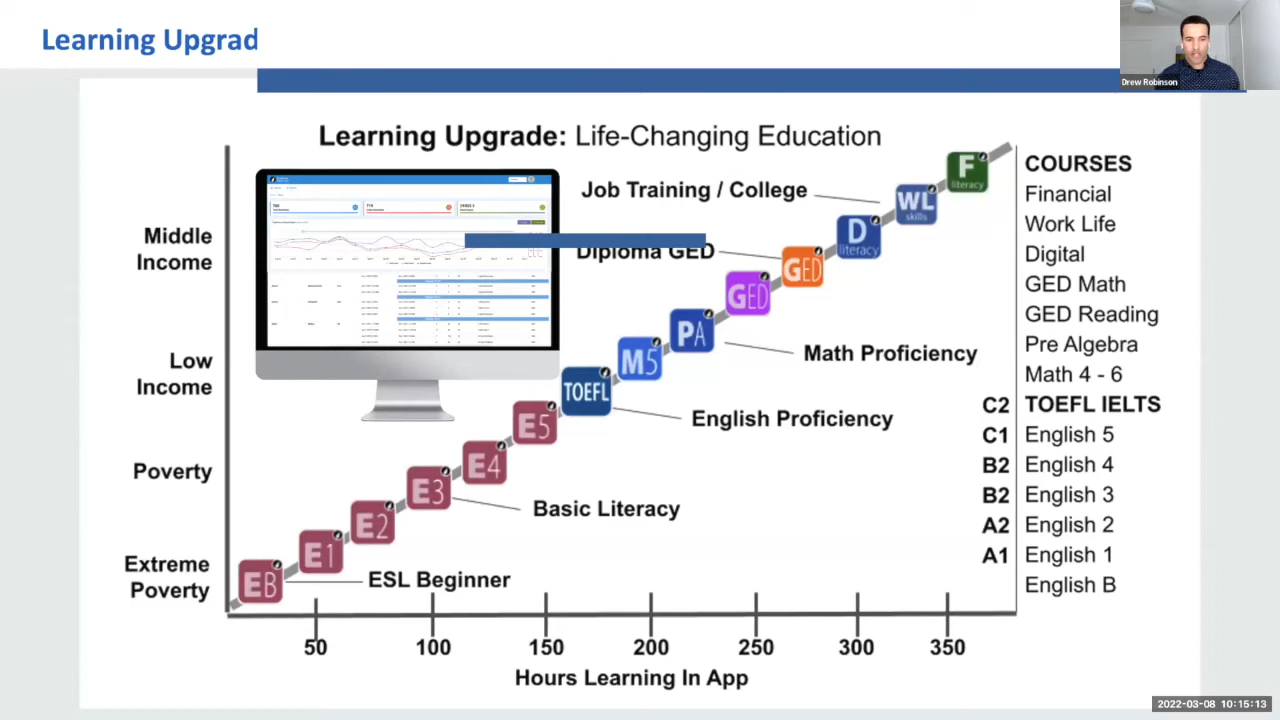 Learning Upgrad
Drew Robinson
Learning Upgrade: Life-Changing Education
Job Training / College
Diploma GED
Math Proficiency
English Proficiency
Basic Literacy
ESL Beginner
Middle
Income
Low
Income
Poverty
Extreme
Poverty
EB
E1
E2
E3
E4
E5
TOEFL
M5
PA
GED
GED
D
literacy
WL
skills
F
literacy
COURSES
Financial
Work Life
Digital
GED Math
GED Reading
Pre Algebra
Math 4 - 6
C2 TOEFL IELTS
C1 English 5
B2 English 4
B2 English 3
A2 English 2
A1 English 1
English B
50 100 150 200 250 300 350
Hours Learning In App
2022-03-08 10:15:13